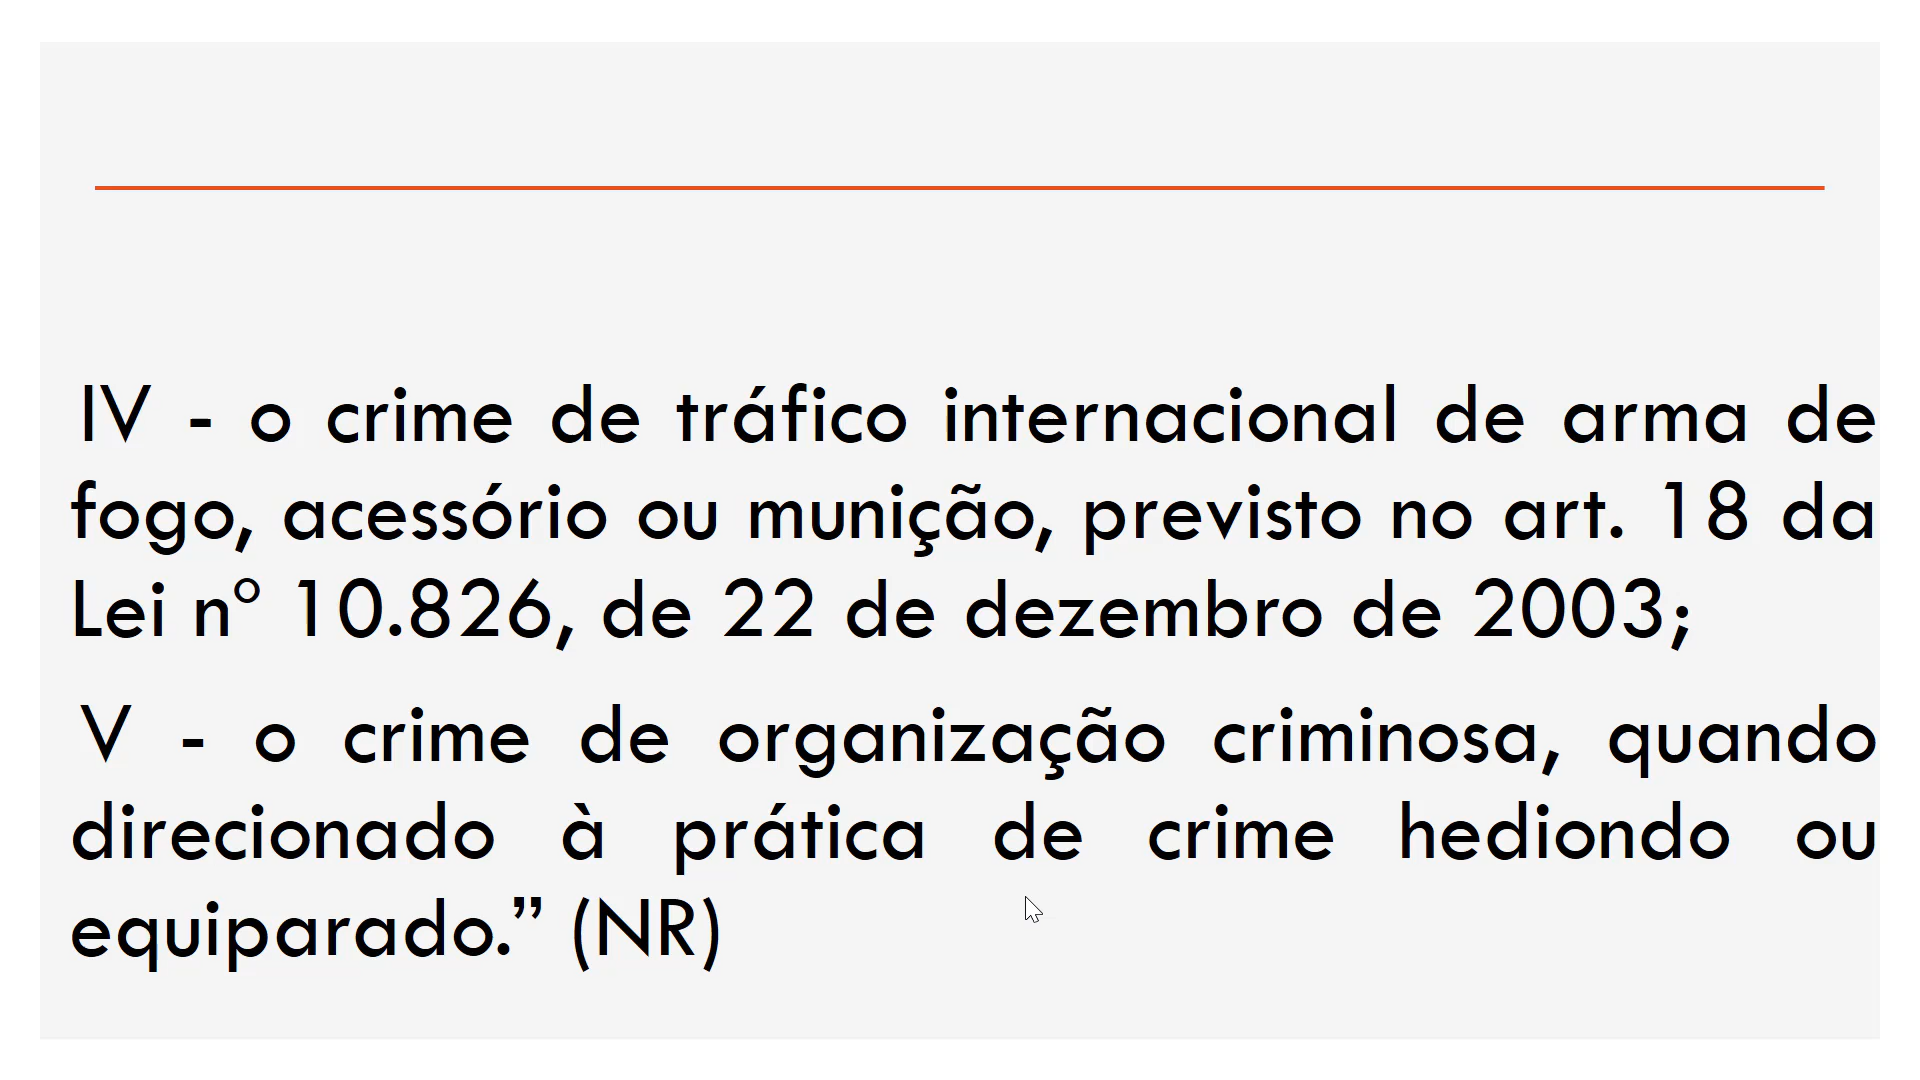 IV - o crime de tráfico internacional de arma de
fogo, acessório ou munição, previsto no art. 18 da
Lei nº 10.826, de 22 de dezembro de 2003;
V - o crime de organização criminosa, quando
direcionado à prática de crime hediondo ou
equiparado.” (NR)